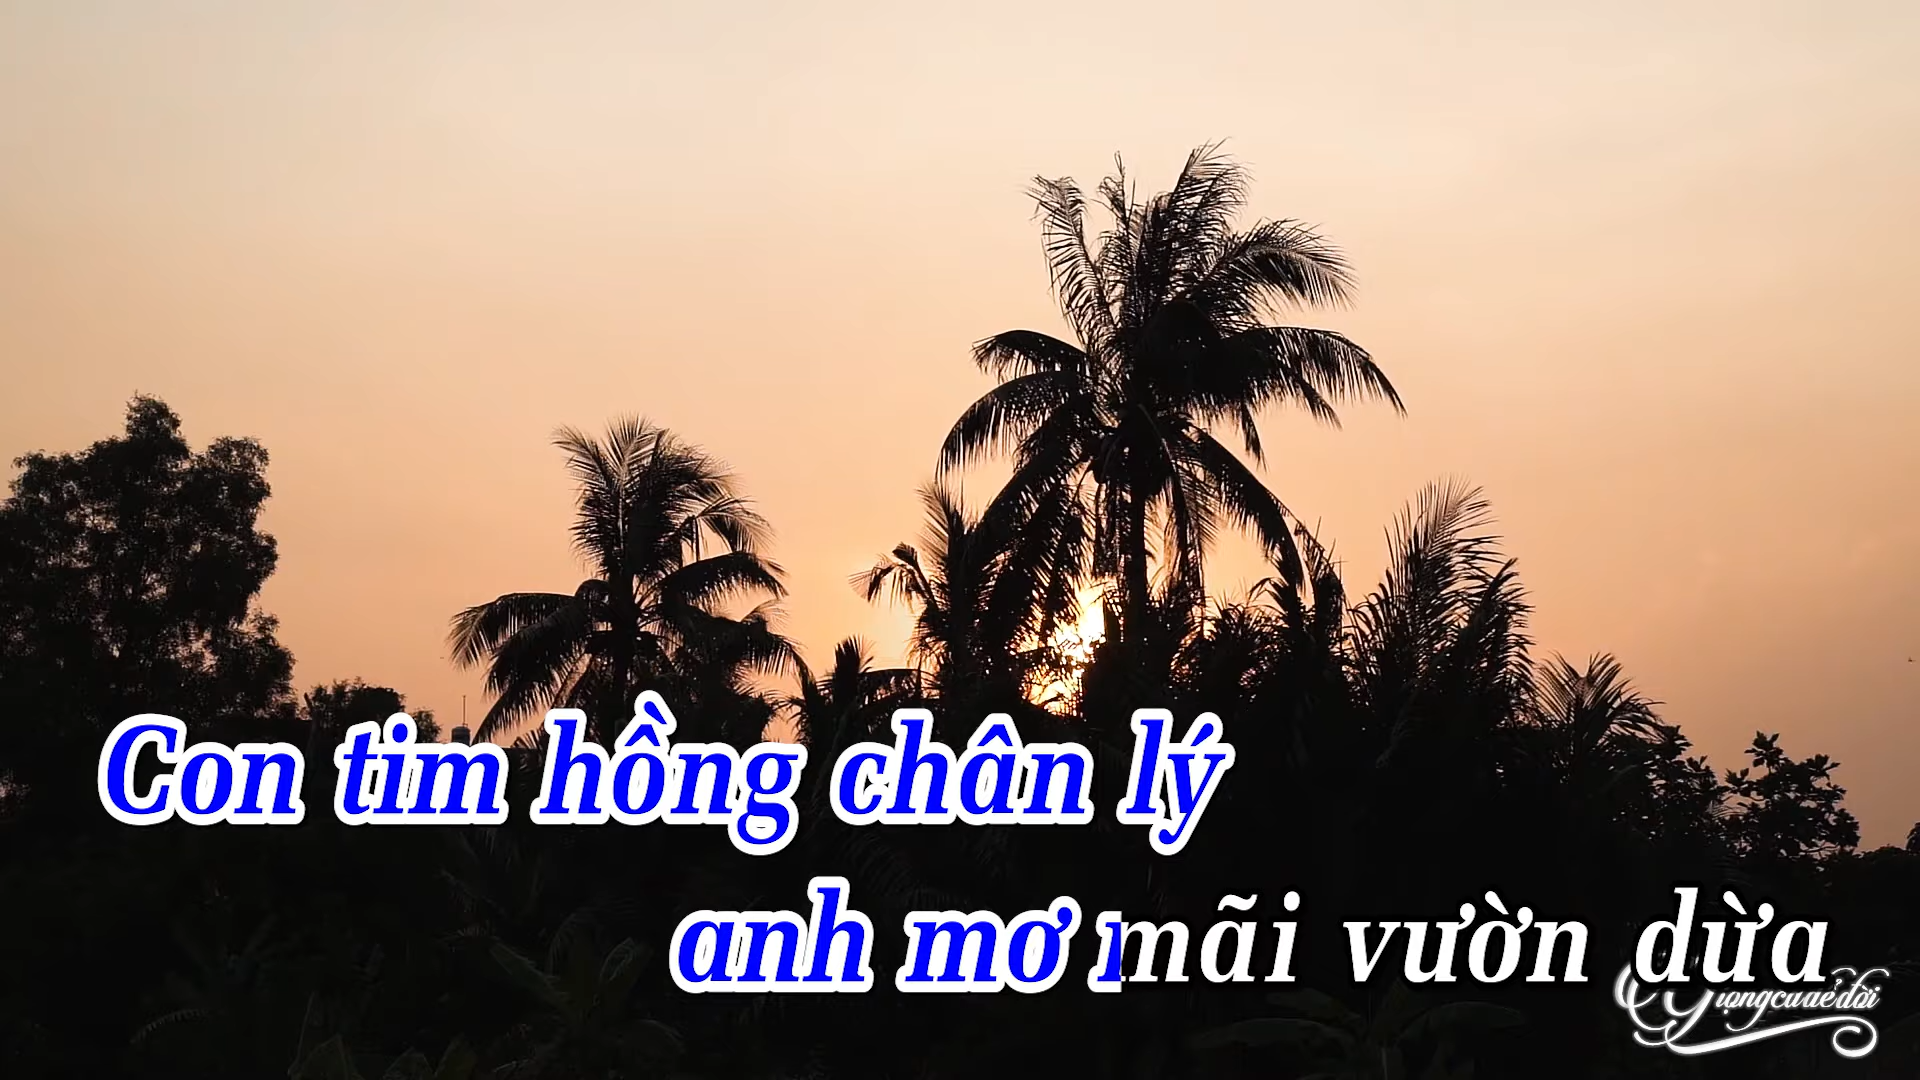 Con tim hồng chân lý
anh mơ mãi vườn dừa